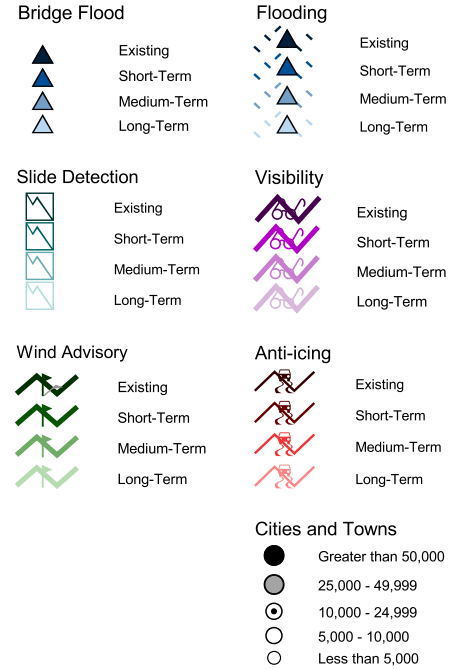 Bridge Flood
Existing
Short-Term
Medium-Term
Long-Term
Flooding
Existing
Short-Term
Medium-Term
Long-Term
Slide Detection
Existing
Short-Term
Medium-Term
Long-Term
Visibility
Existing
Short-Term
Medium-Term
Long-Term
Wind Advisory
Existing
Short-Term
Medium-Term
Long-Term
Anti-icing
Existing
Short-Term
Medium-Term
Long-Term
Cities and Towns
Greater than 50,000
25,000 - 49,999
10,000 - 24,999
5,000 - 10,000
Less than 5,000